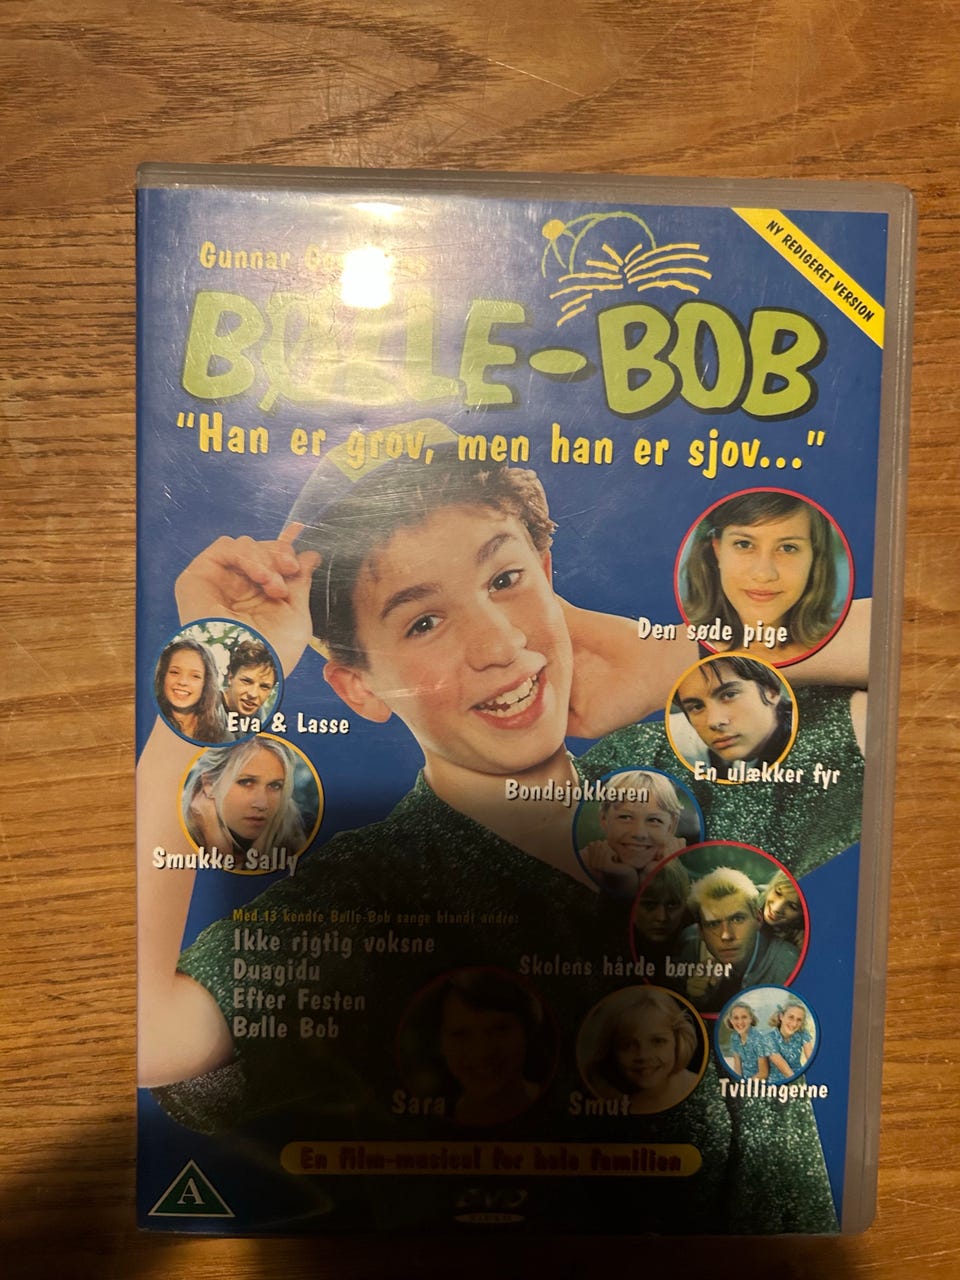 NY REDIGERET VERSION
Gunnar
BØLLE-BOB
"Han er grov, men han er sjov..."
Den søde pige
Eva & Lasse
En ulækker fyr
Bondejokkeren
Smukke Sally
Med 13 kendte Bølle-Bob sange blandt andre:
Ikke rigtig voksne
Duagidu
Efter Festen
Bølle Bob
Skolens hårde børster
Sara
Smut
Tvillingerne
En film-musical for hele familien
A
DVD
VIDEO